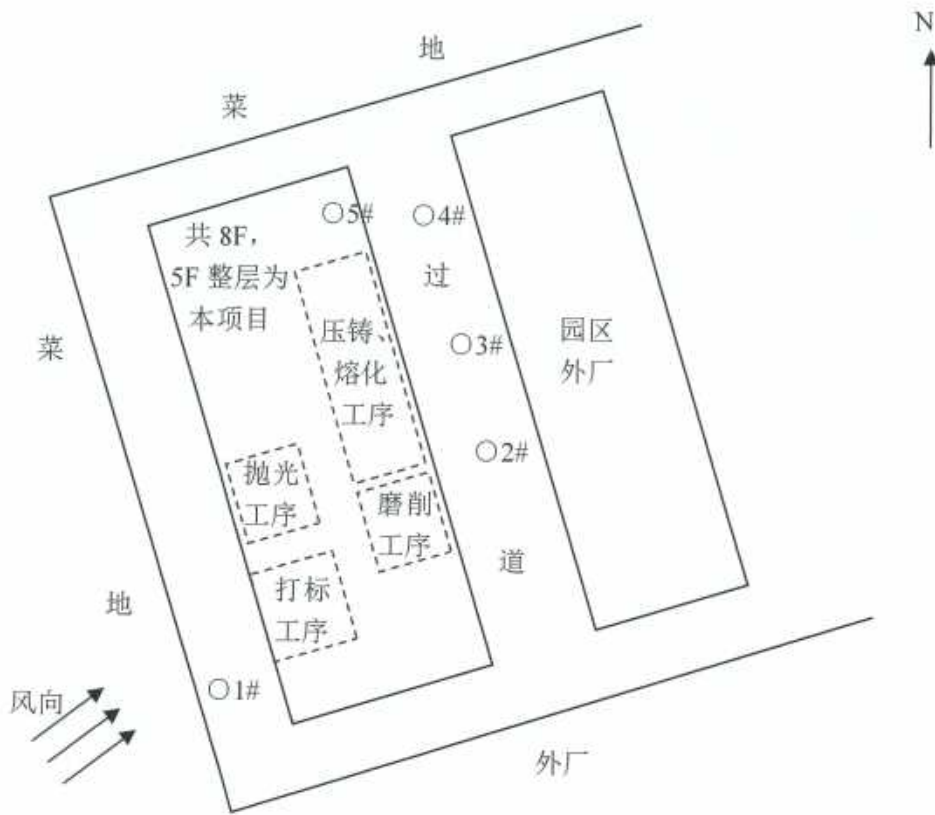 N
地
菜
○5#
○4#
共 8F，
5F 整层为
本项目
过
压铸、
熔化
工序
○3#
园区
外厂
菜
○2#
抛光
工序
磨削
工序
道
打标
工序
地
○1#
风向
外厂